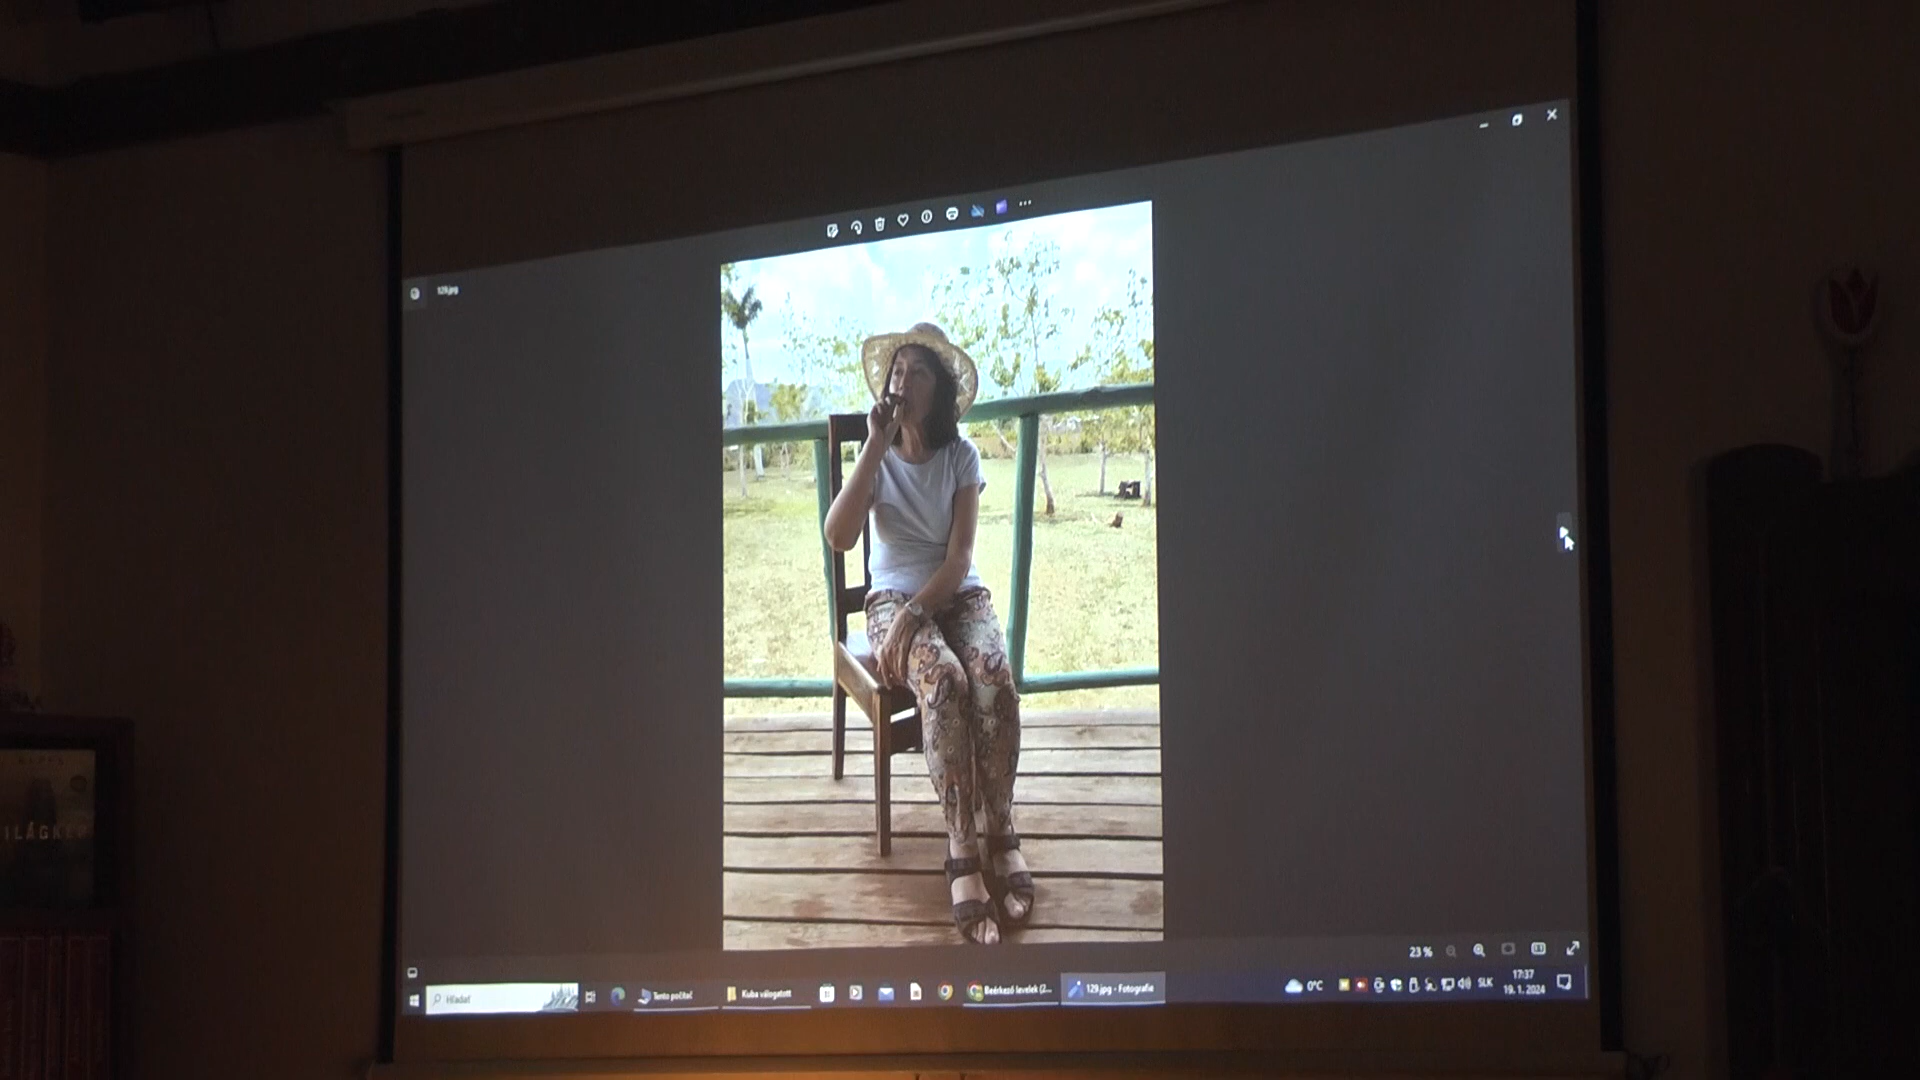 129.jpg
23 %
Hľadať
Tento počítač
Kuba válogatott
Beérkező levelek (2...
129.jpg - Fotografie
0°C
SLK
17:37
19. 1. 2024